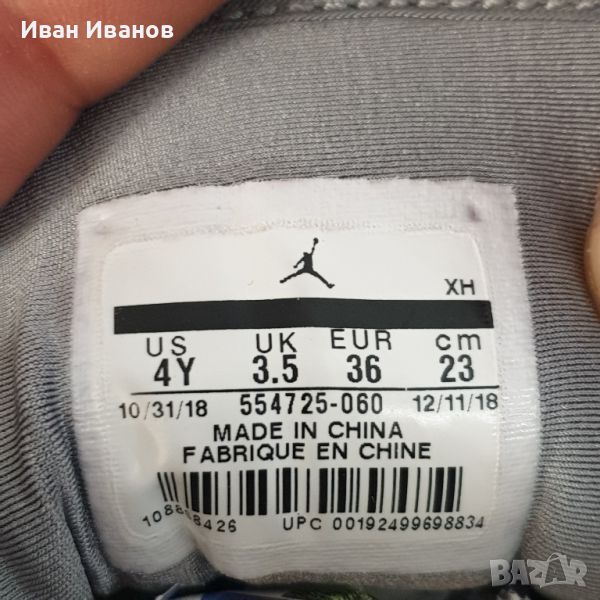 Иван Иванов
XH
US UK EUR cm
4Y 3.5 36 23
10/31/18 554725-060 12/11/18
MADE IN CHINA
FABRIQUE EN CHINE
UPC 00192499698834
BAZAR